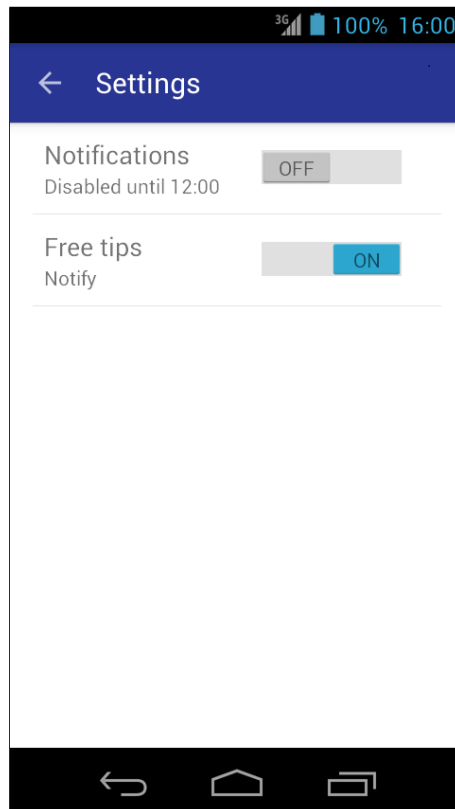 3G 100% 16:00
Settings
Notifications
Disabled until 12:00
OFF
Free tips
Notify
ON